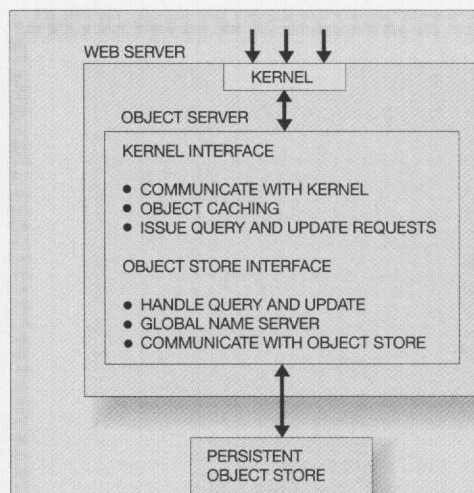 WEB SERVER
KERNEL
OBJECT SERVER
KERNEL INTERFACE
● COMMUNICATE WITH KERNEL
● OBJECT CACHING
● ISSUE QUERY AND UPDATE REQUESTS
OBJECT STORE INTERFACE
● HANDLE QUERY AND UPDATE
● GLOBAL NAME SERVER
● COMMUNICATE WITH OBJECT STORE
PERSISTENT
OBJECT STORE